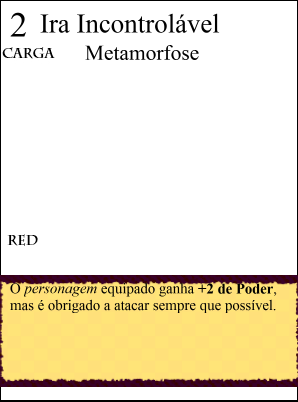 2 Ira Incontrolável
CARGA Metamorfose
RED
O personagem equipado ganha +2 de Poder,
mas é obrigado a atacar sempre que possível.